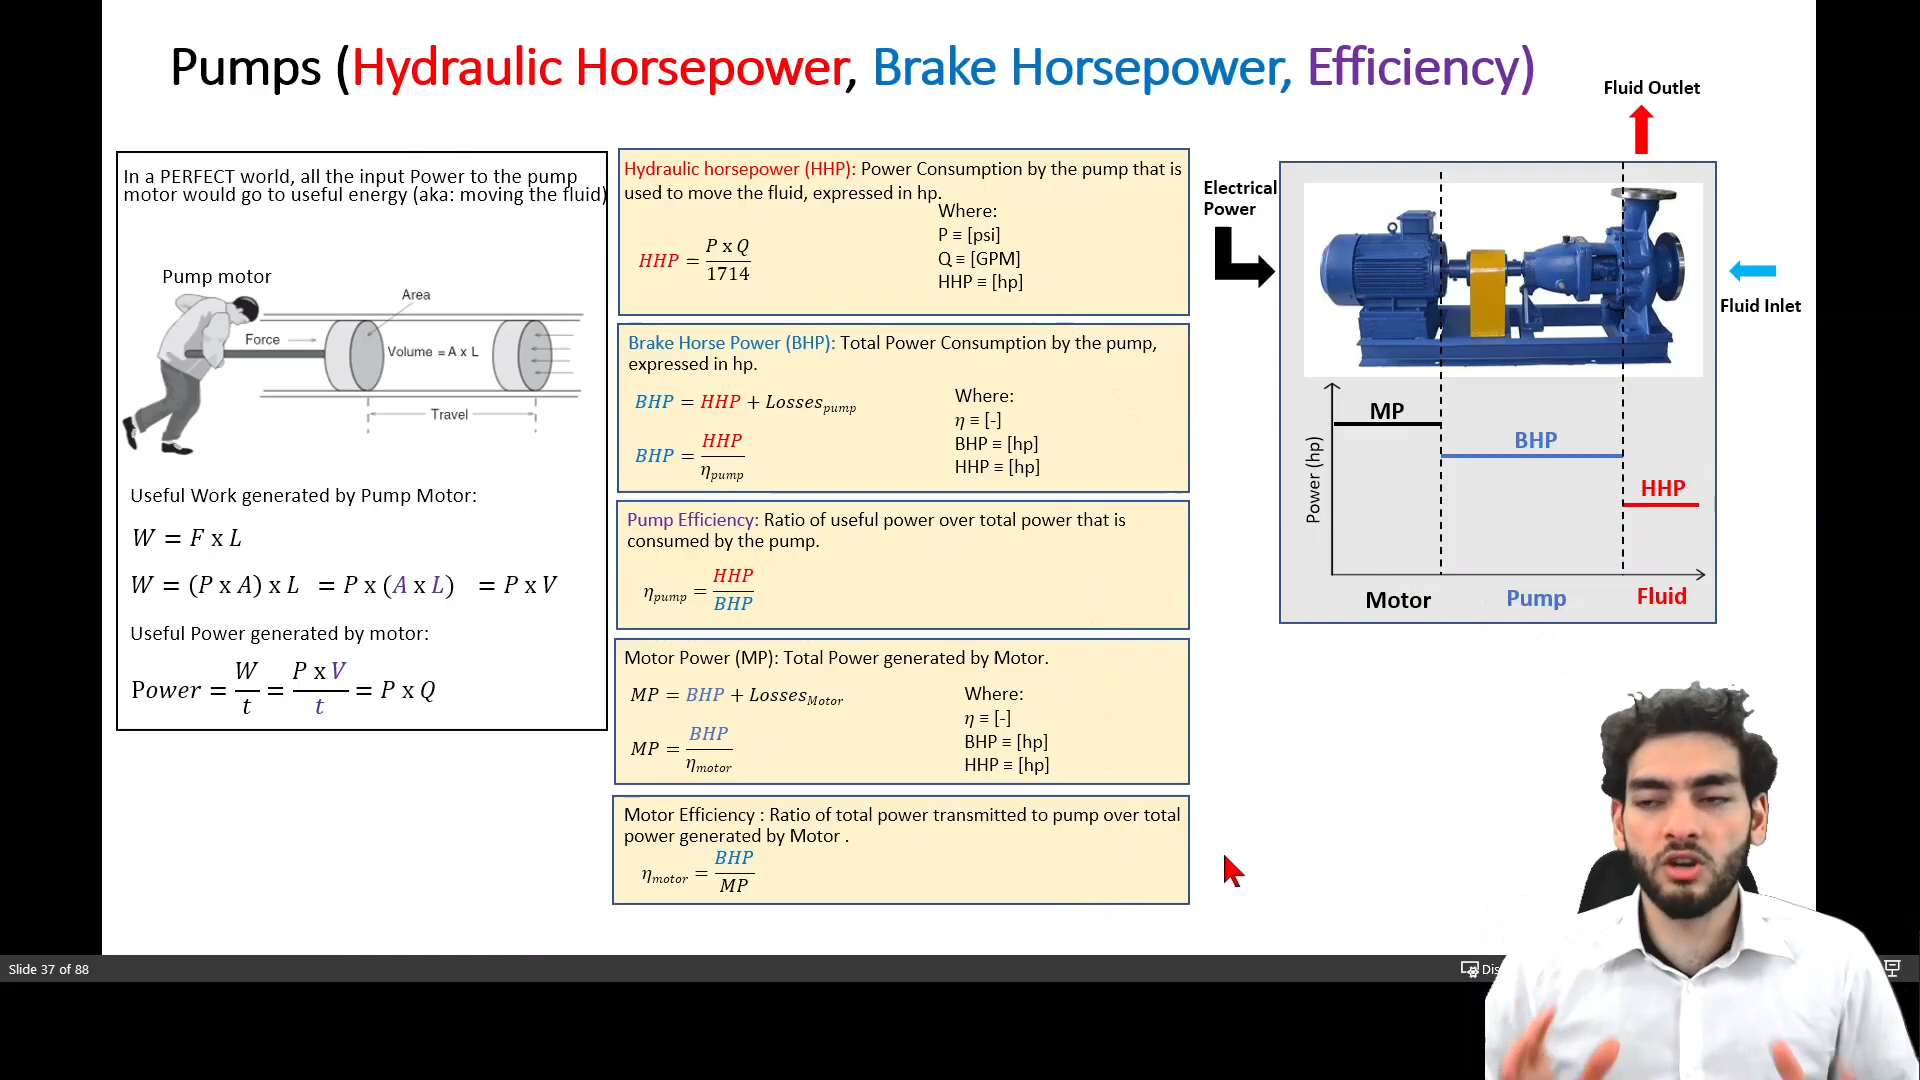 Pumps (Hydraulic Horsepower, Brake Horsepower, Efficiency)
In a PERFECT world, all the input Power to the pump
motor would go to useful energy (aka: moving the fluid)
Pump motor
Area
Force
Volume = A x L
Travel
Useful Work generated by Pump Motor:
W = F x L
W = (P x A) x L = P x (A x L) = P x V
Useful Power generated by motor:
Power = W/t = P x V/t = P x Q
Hydraulic horsepower (HHP): Power Consumption by the pump that is
used to move the fluid, expressed in hp.
HHP = P x Q/1714
Where:
P ≡ [psi]
Q ≡ [GPM]
HHP ≡ [hp]
Brake Horse Power (BHP): Total Power Consumption by the pump,
expressed in hp.
BHP = HHP + Losses pump
BHP = HHP/η pump
Where:
η ≡ [-]
BHP ≡ [hp]
HHP ≡ [hp]
Pump Efficiency: Ratio of useful power over total power that is
consumed by the pump.
η pump = HHP/BHP
Motor Power (MP): Total Power generated by Motor.
MP = BHP + Losses Motor
MP = BHP/η motor
Where:
η ≡ [-]
BHP ≡ [hp]
HHP ≡ [hp]
Motor Efficiency : Ratio of total power transmitted to pump over total
power generated by Motor .
η motor = BHP/MP
Fluid Outlet
Electrical
Power
Fluid Inlet
Power (hp)
MP
BHP
HHP
Motor
Pump
Fluid
Slide 37 of 88